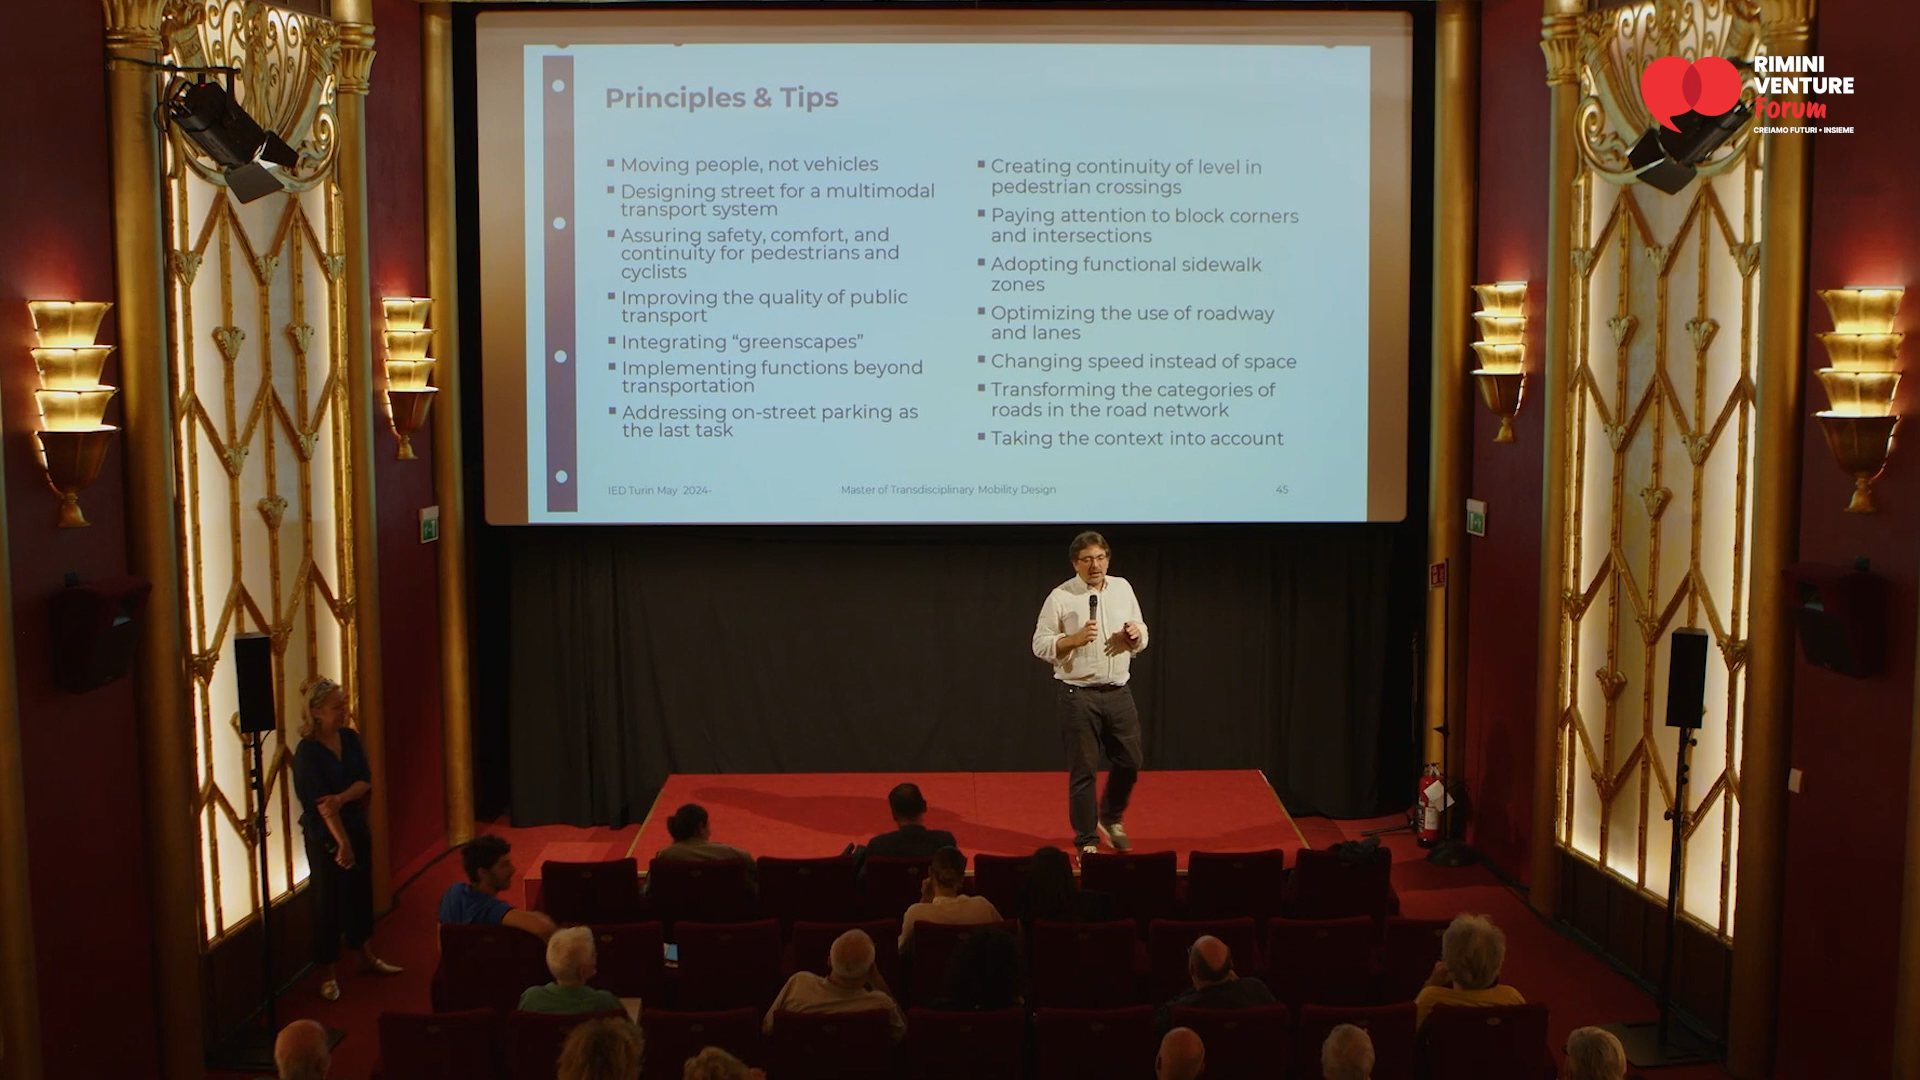 Principles & Tips
▪ Moving people, not vehicles
▪ Designing street for a multimodal
transport system
▪ Assuring safety, comfort, and
continuity for pedestrians and
cyclists
▪ Improving the quality of public
transport
▪ Integrating “greenscapes”
▪ Implementing functions beyond
transportation
▪ Addressing on-street parking as
the last task
▪ Creating continuity of level in
pedestrian crossings
▪ Paying attention to block corners
and intersections
▪ Adopting functional sidewalk
zones
▪ Optimizing the use of roadway
and lanes
▪ Changing speed instead of space
▪ Transforming the categories of
roads in the road network
▪ Taking the context into account
IED Turin May 2024-
Master of Transdisciplinary Mobility Design
45
RIMINI
VENTURE
Forum
CREIAMO FUTURI • INSIEME